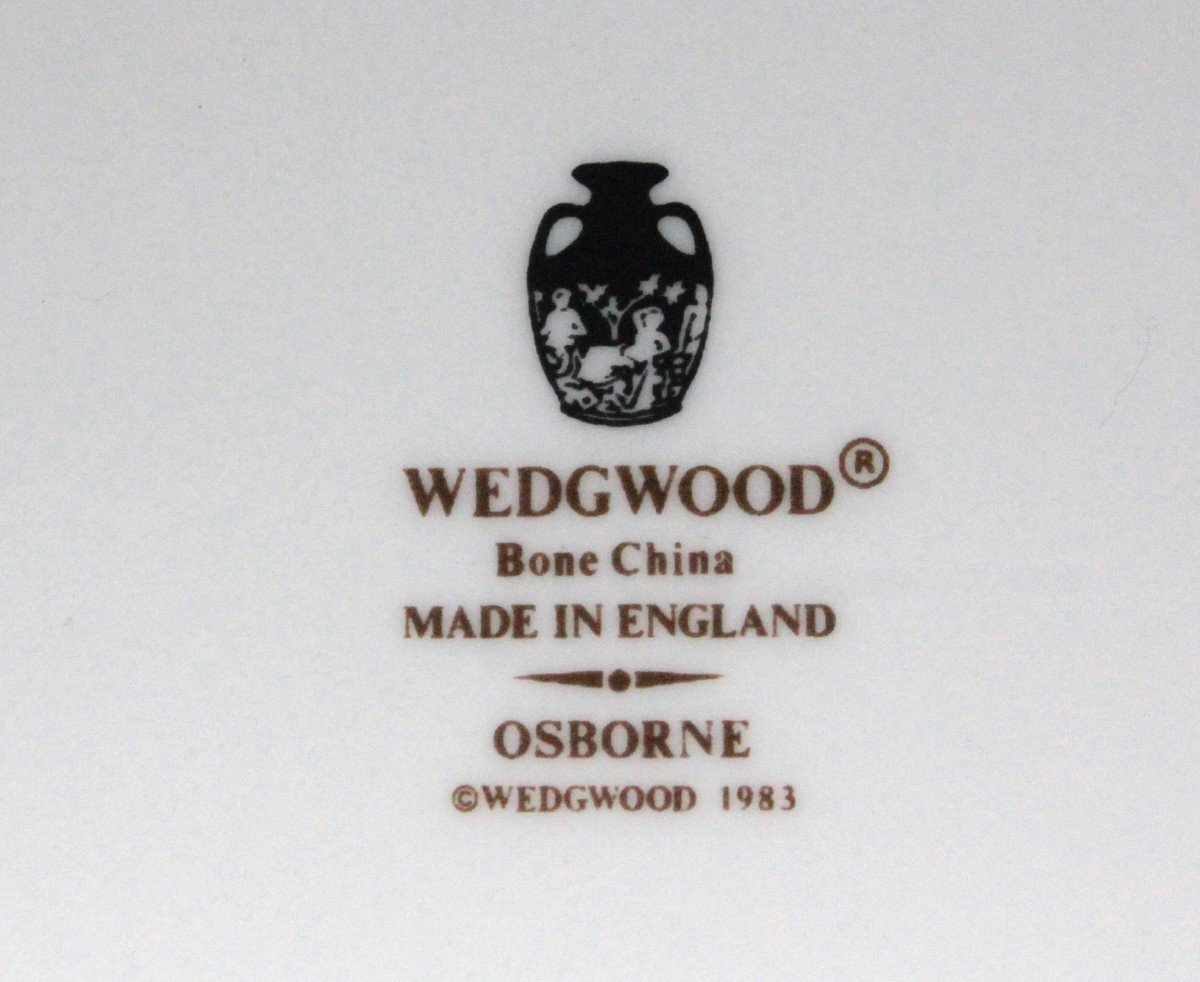 WEDGWOOD®
Bone China
MADE IN ENGLAND
OSBORNE
©WEDGWOOD 1983